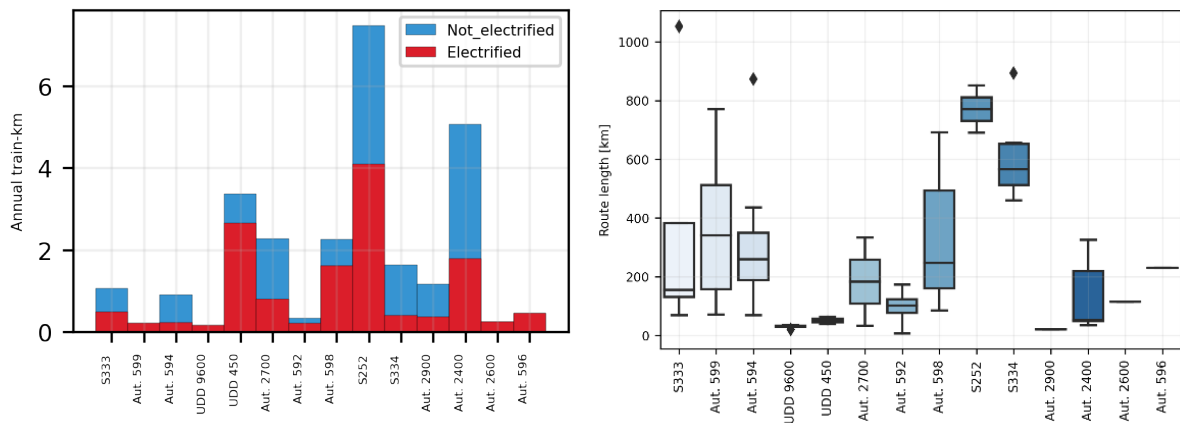 Not_electrified
Electrified
Annual train-km
6
4
2
0
S333
Aut. 599
Aut. 594
UDD 9600
UDD 450
Aut. 2700
Aut. 592
Aut. 598
S252
S334
Aut. 2900
Aut. 2400
Aut. 2600
Aut. 596
Route length [km]
1000
800
600
400
200
0
S333
Aut. 599
Aut. 594
UDD 9600
UDD 450
Aut. 2700
Aut. 592
Aut. 598
S252
S334
Aut. 2900
Aut. 2400
Aut. 2600
Aut. 596